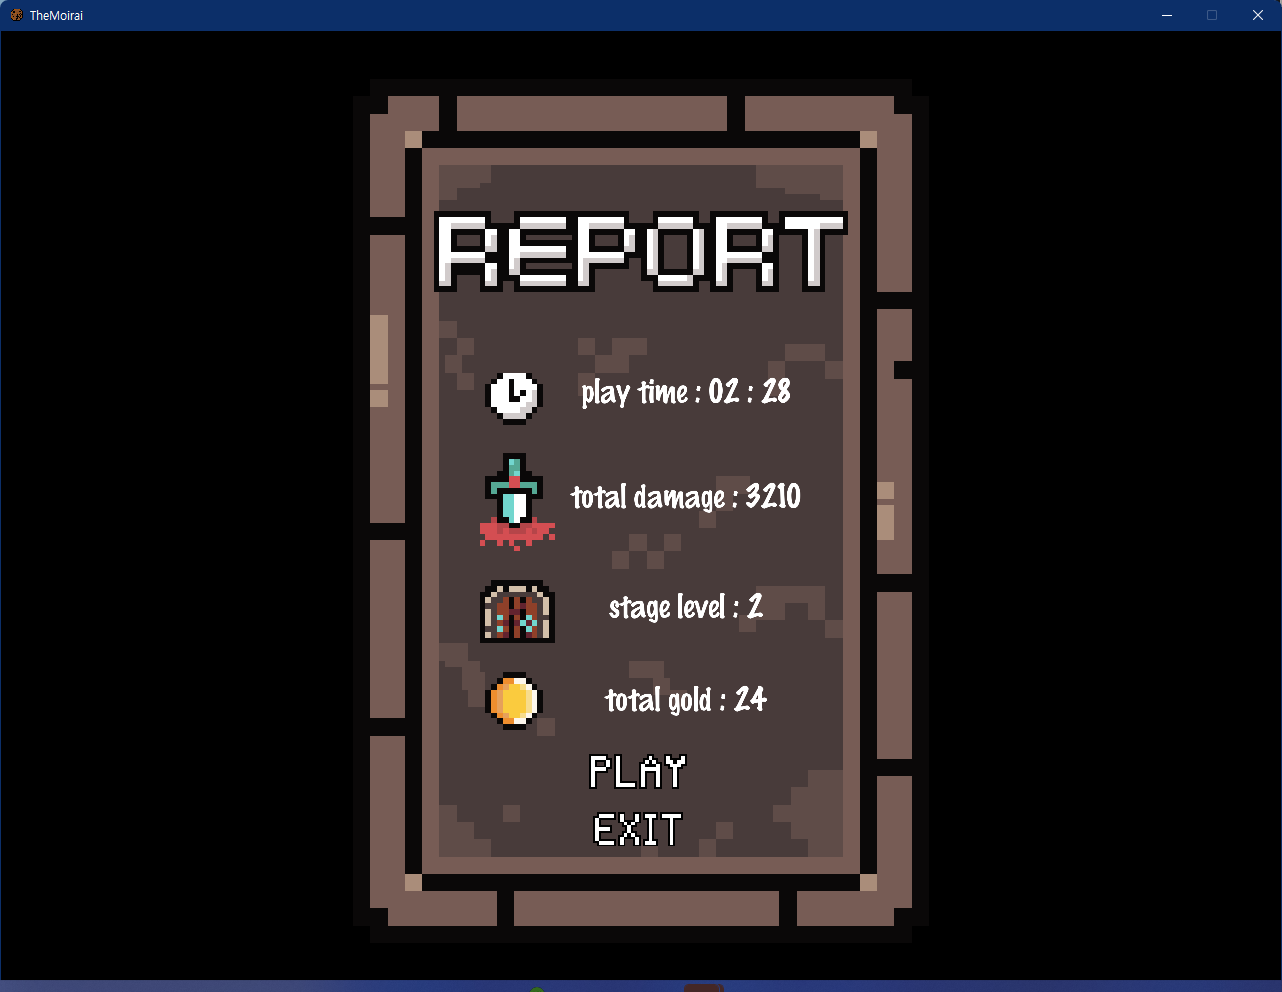 TheMoirai
REPORT
play time : 02 : 28
total damage : 3210
stage level : 2
total gold : 24
PLAY
EXIT